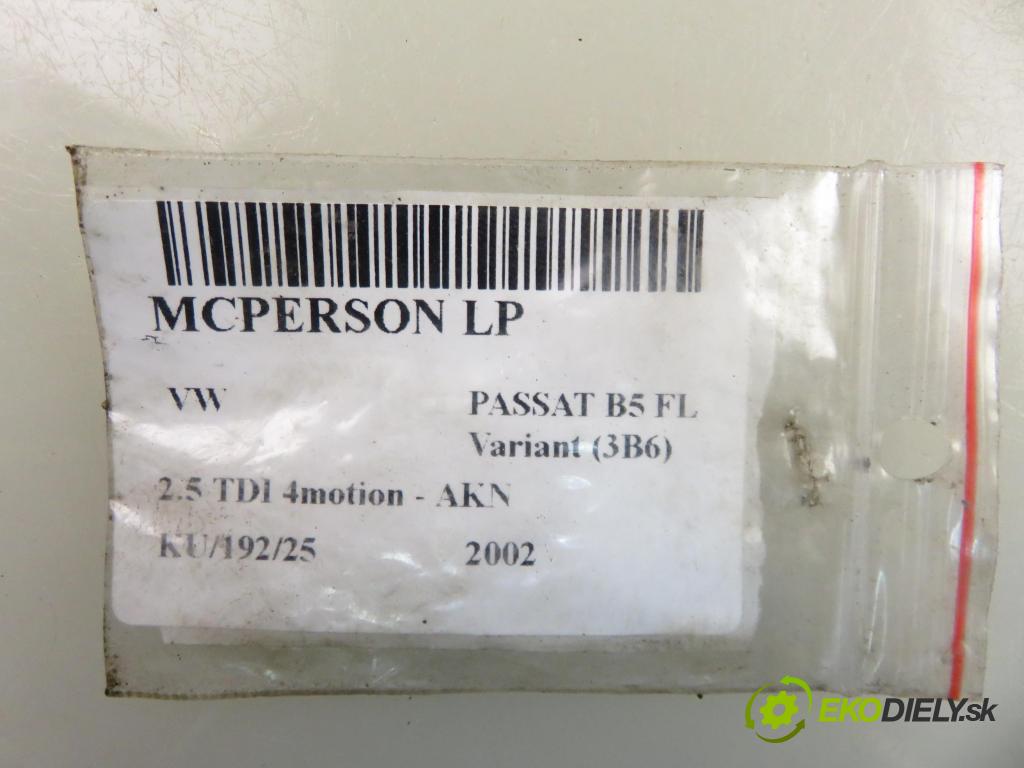 MCPERSON LP
VW
PASSAT B5 FL
Variant (3B6)
2.5 TDI 4motion - AKN
KU/192/25
2002
EKODIELY.sk